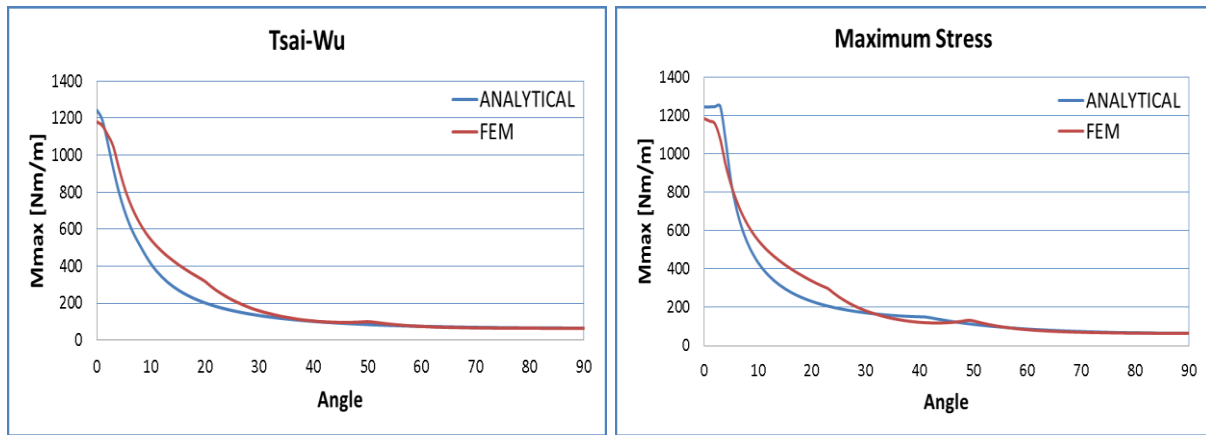 Tsai-Wu
1400
1200
1000
800
600
400
200
0
Mmax [Nm/m]
ANALYTICAL
FEM
0 10 20 30 40 50 60 70 80 90
Angle
Maximum Stress
1400
1200
1000
800
600
400
200
0
Mmax [Nm/m]
ANALYTICAL
FEM
0 10 20 30 40 50 60 70 80 90
Angle